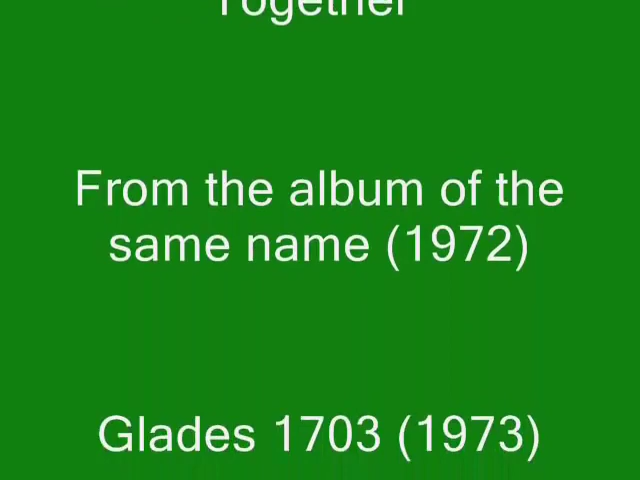 Together
From the album of the
same name (1972)
Glades 1703 (1973)